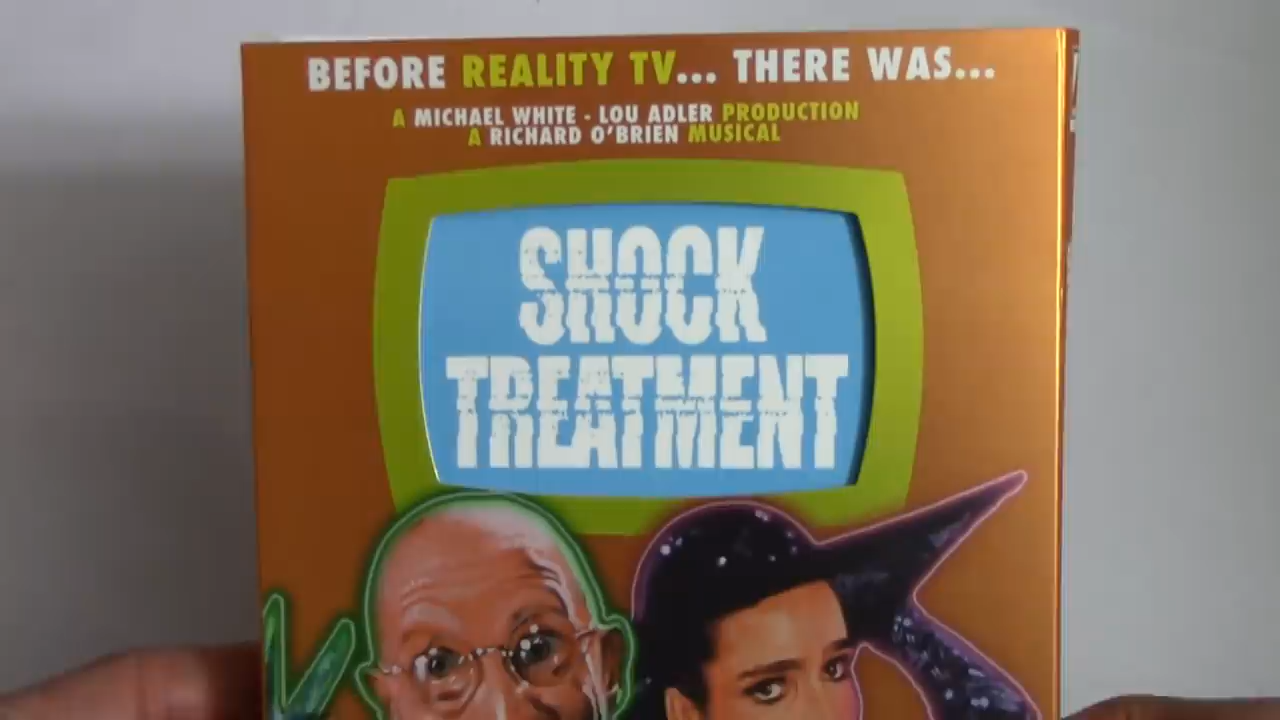 BEFORE REALITY TV... THERE WAS...
A MICHAEL WHITE - LOU ADLER PRODUCTION
A RICHARD O'BRIEN MUSICAL
SHOCK
TREATMENT